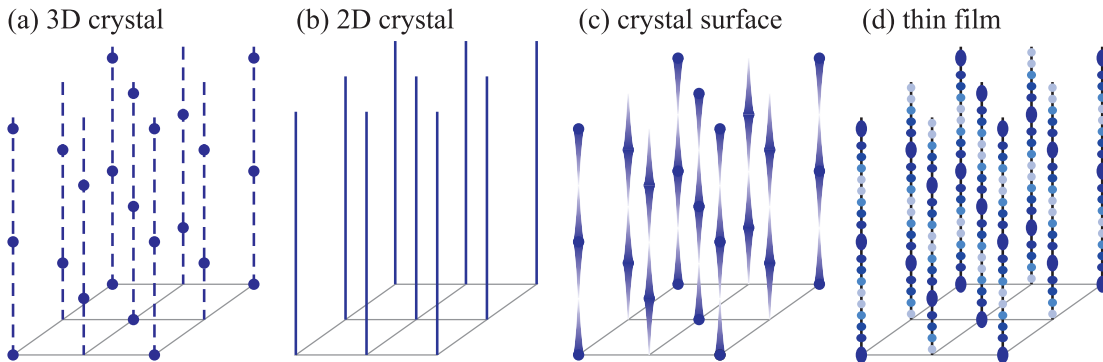 (a) 3D crystal
(b) 2D crystal
(c) crystal surface
(d) thin film